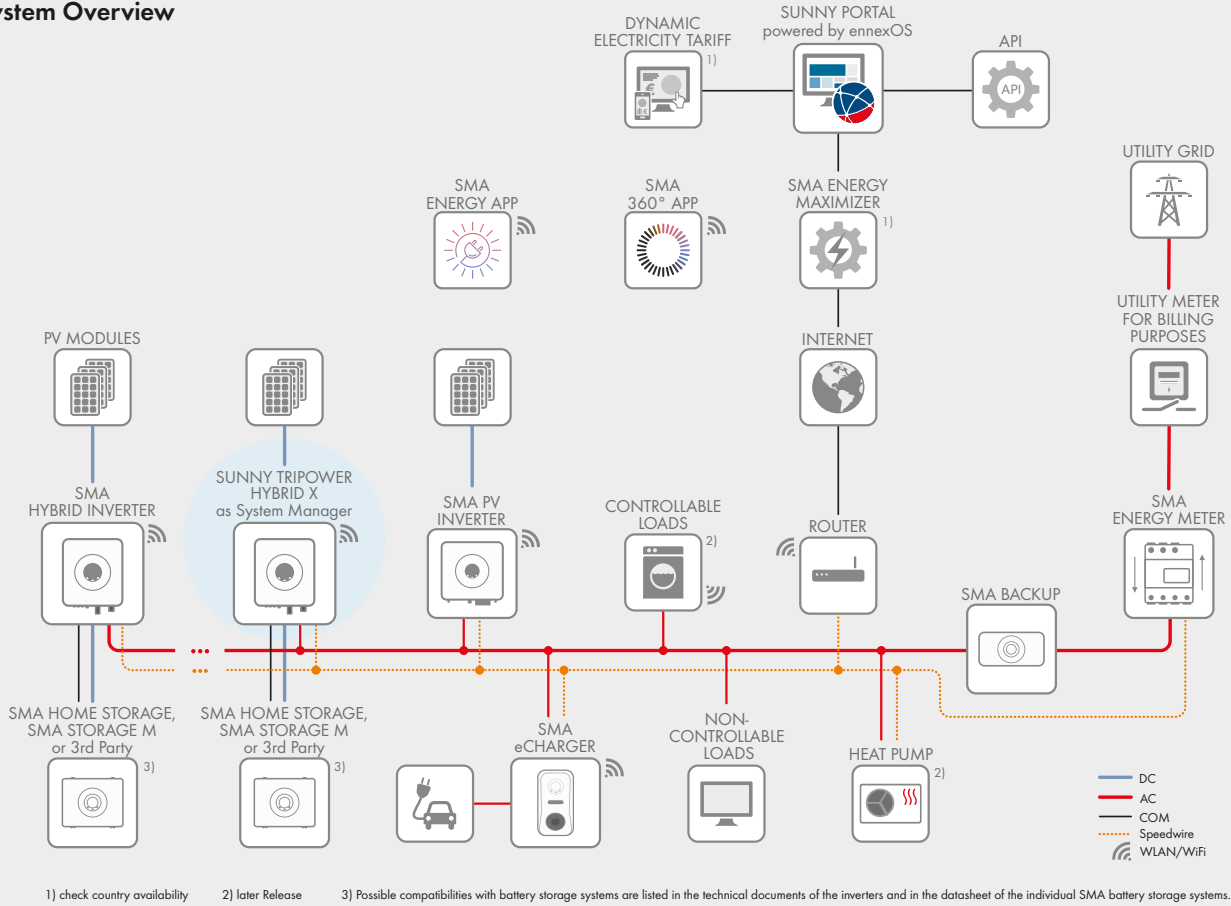 ystem Overview
DYNAMIC
ELECTRICITY TARIFF
1)
SUNNY PORTAL
powered by ennexOS
API
API
UTILITY GRID
SMA
ENERGY APP
SMA
360° APP
SMA ENERGY
MAXIMIZER
1)
UTILITY METER
FOR BILLING
PURPOSES
PV MODULES
INTERNET
SMA
HYBRID INVERTER
SUNNY TRIPOWER
HYBRID X
as System Manager
SMA PV
INVERTER
CONTROLLABLE
LOADS
2)
ROUTER
SMA
ENERGY METER
SMA BACKUP
SMA HOME STORAGE,
SMA STORAGE M
or 3rd Party
3)
SMA HOME STORAGE,
SMA STORAGE M
or 3rd Party
3)
SMA
eCHARGER
NON-
CONTROLLABLE
LOADS
HEAT PUMP
2)
DC
AC
COM
Speedwire
WLAN/WiFi
1) check country availability
2) later Release
3) Possible compatibilities with battery storage systems are listed in the technical documents of the inverters and in the datasheet of the individual SMA battery storage systems.